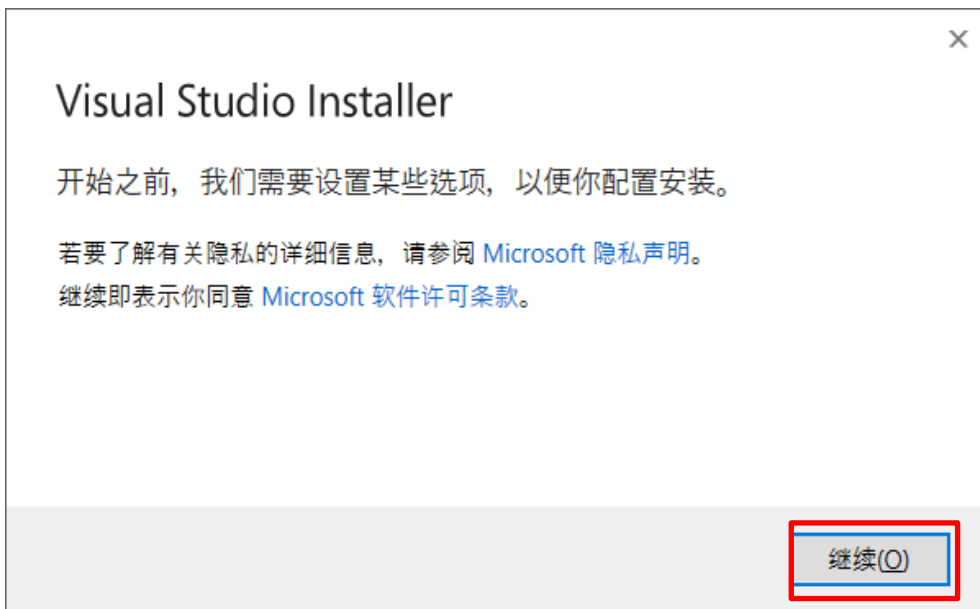 Visual Studio Installer
开始之前，我们需要设置某些选项，以便你配置安装。
若要了解有关隐私的详细信息，请参阅 Microsoft 隐私声明。
继续即表示你同意 Microsoft 软件许可条款。
继续(O)